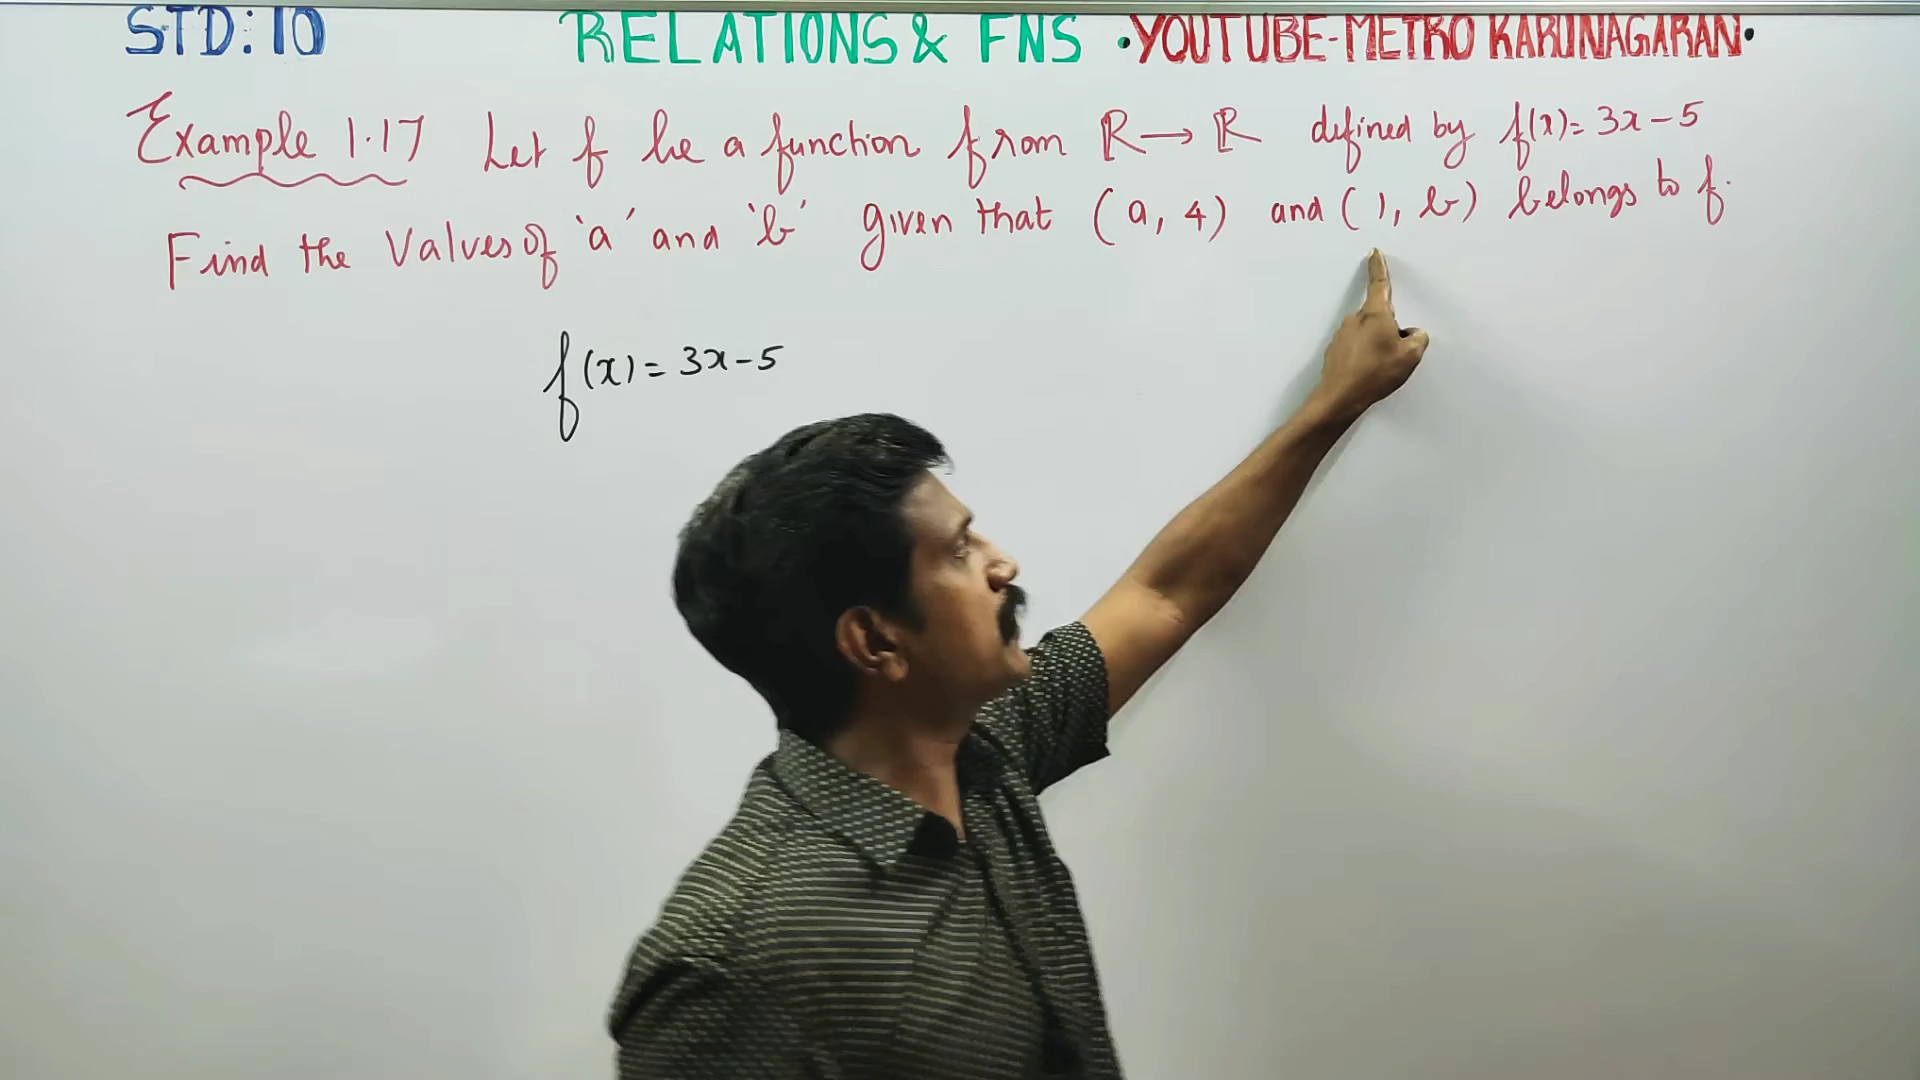 STD: 10 RELATIONS & FNS • YOUTUBE-METRO KARUNAGARAN•
Example 1.17 Let f be a function from ℝ → ℝ defined by f(x) = 3x - 5
Find the Values of 'a' and 'b' given that (a, 4) and (1, b) belongs to f.
f(x) = 3x - 5